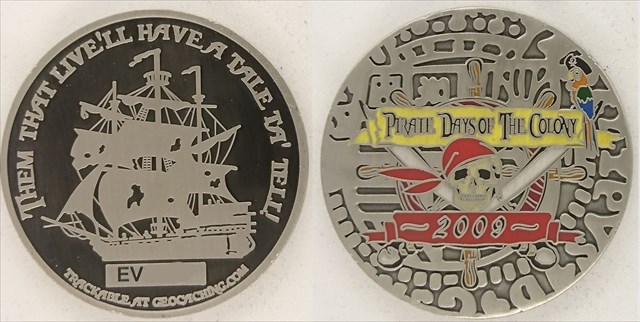 THEM THAT LIVE'LL HAVE A TALE TA' TELL!
EV
TRACKABLE AT GEOCACHING.COM
PIRATE DAYS OF THE COLONY
2009